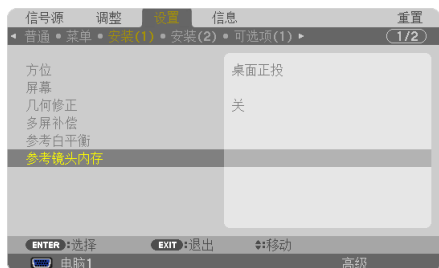 信号源 调整 设置 信息 重置
◂ 普通 • 菜单 • 安装(1) • 安装(2) • 可选项(1) ▸ 1/2
方位 桌面正投
屏幕
几何修正 关
多屏补偿
参考白平衡
参考镜头内存
ENTER :选择 EXIT :退出 :移动
电脑1 高级